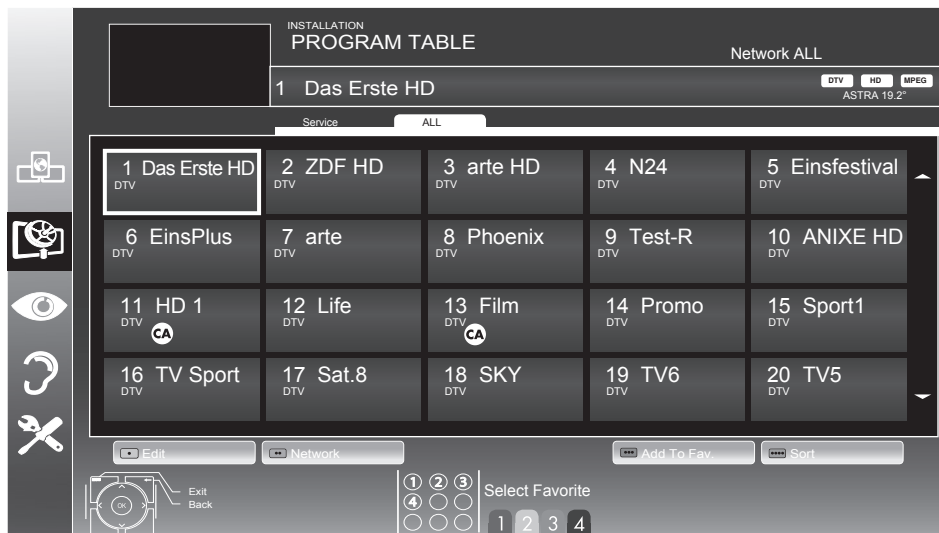 INSTALLATION
PROGRAM TABLE
Network ALL
1 Das Erste HD
DTV HD MPEG
ASTRA 19.2°
Service ALL
1 Das Erste HD
DTV
2 ZDF HD
DTV
3 arte HD
DTV
4 N24
DTV
5 Einsfestival
DTV
6 EinsPlus
DTV
7 arte
DTV
8 Phoenix
DTV
9 Test-R
DTV
10 ANIXE HD
DTV
11 HD 1
DTV
CA
12 Life
DTV
13 Film
DTV
CA
14 Promo
DTV
15 Sport1
DTV
16 TV Sport
DTV
17 Sat.8
DTV
18 SKY
DTV
19 TV6
DTV
20 TV5
DTV
Edit
Network
Add To Fav.
Sort
OK
Exit
Back
1 2 3
4
Select Favorite
1 2 3 4